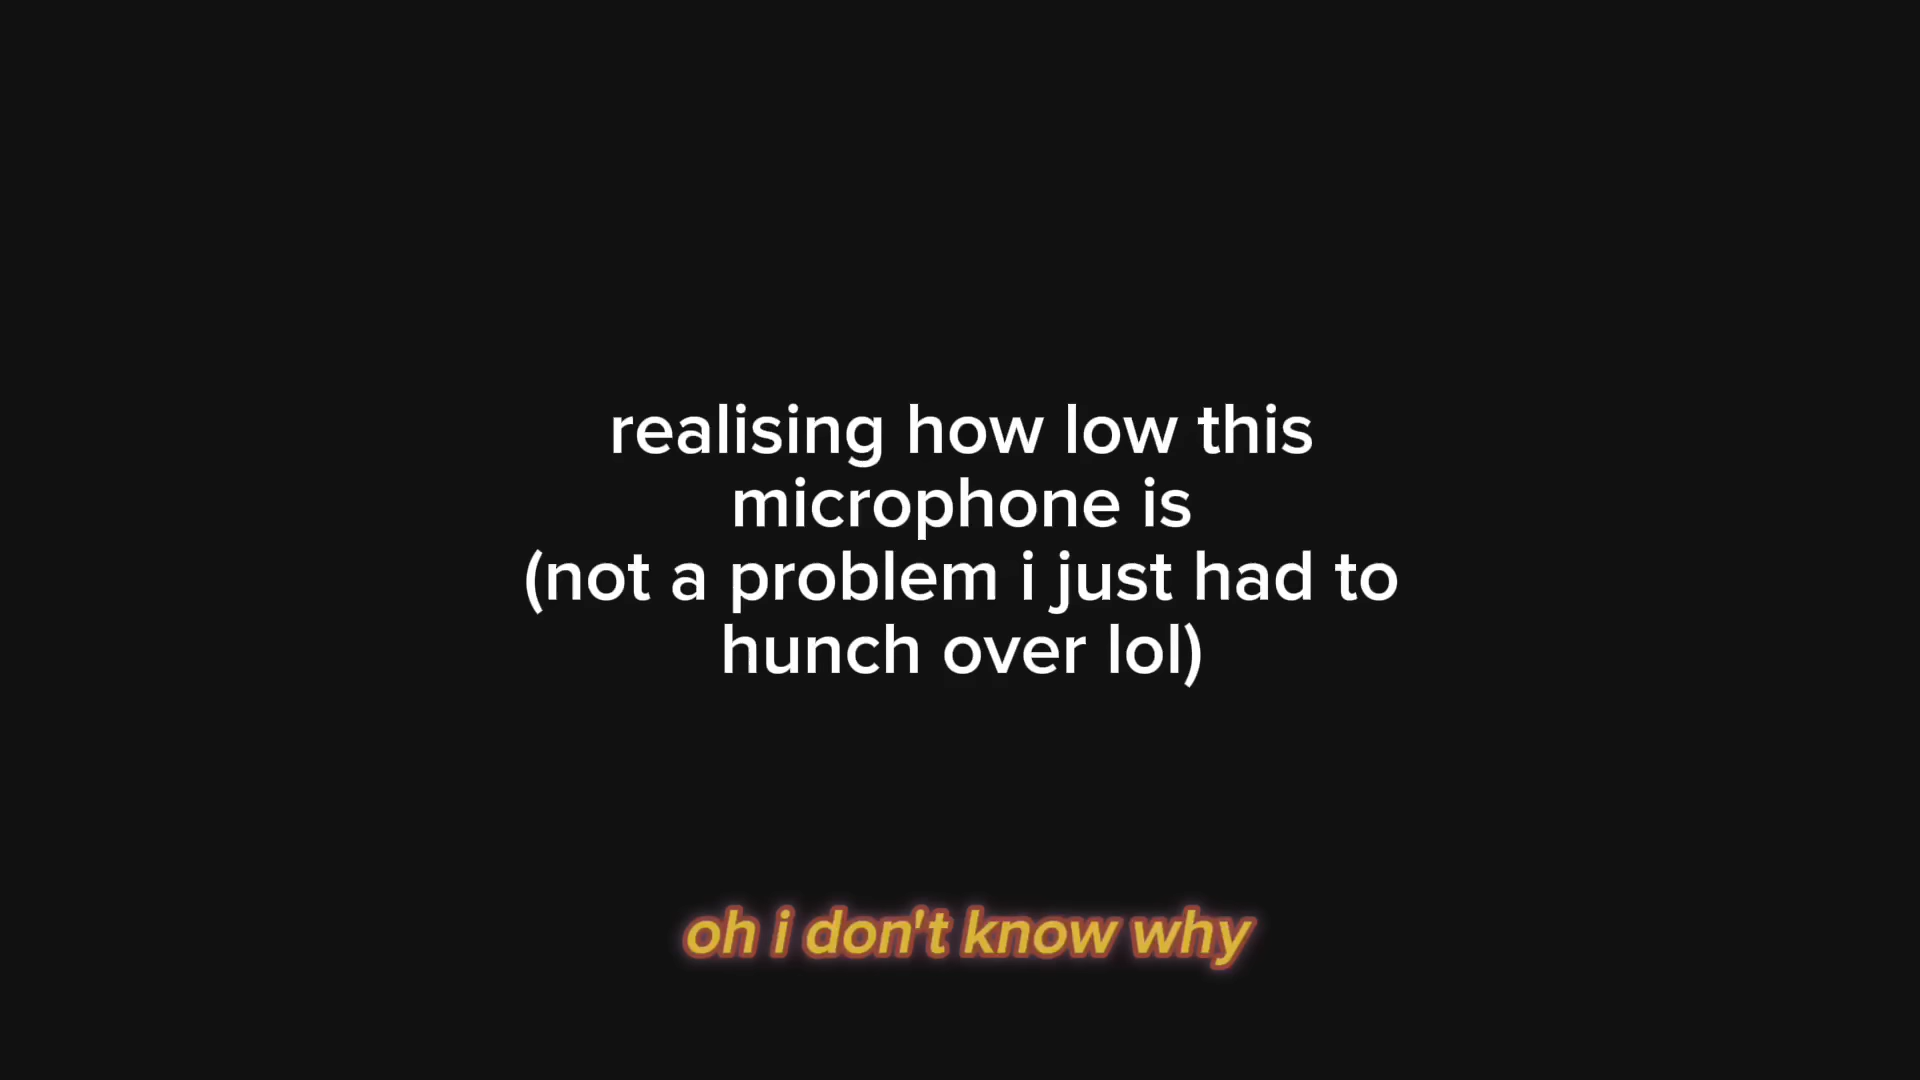 realising how low this
microphone is
(not a problem i just had to
hunch over lol)
oh i don't know why